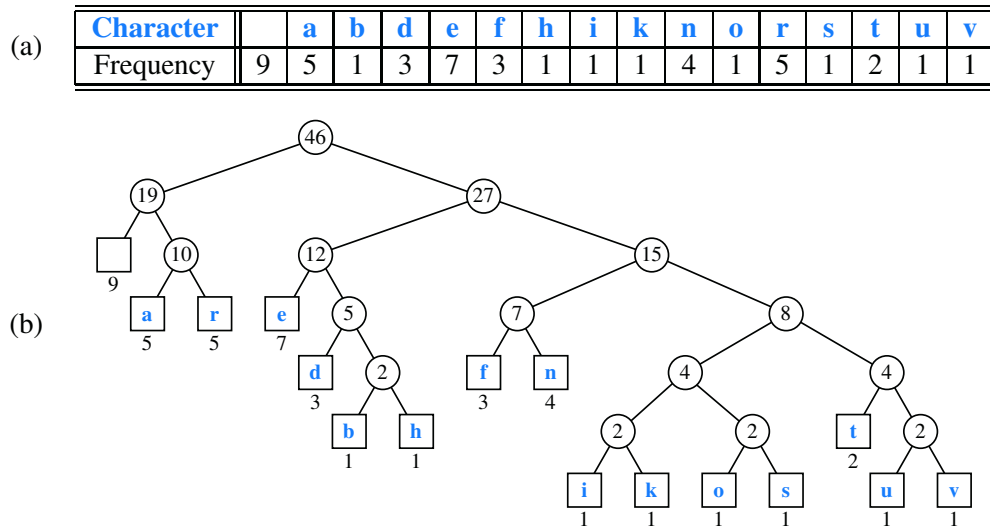 (a)
Character a b d e f h i k n o r s t u v
Frequency 9 5 1 3 7 3 1 1 1 4 1 5 1 2 1 1
46
19 27
10 12 15
9
a r e 5 7 8
5 5 7
(b)
d 2 f n 4 4
3 3 4
b h 2 2 t 2
1 1 2
i k o s u v
1 1 1 1 1 1